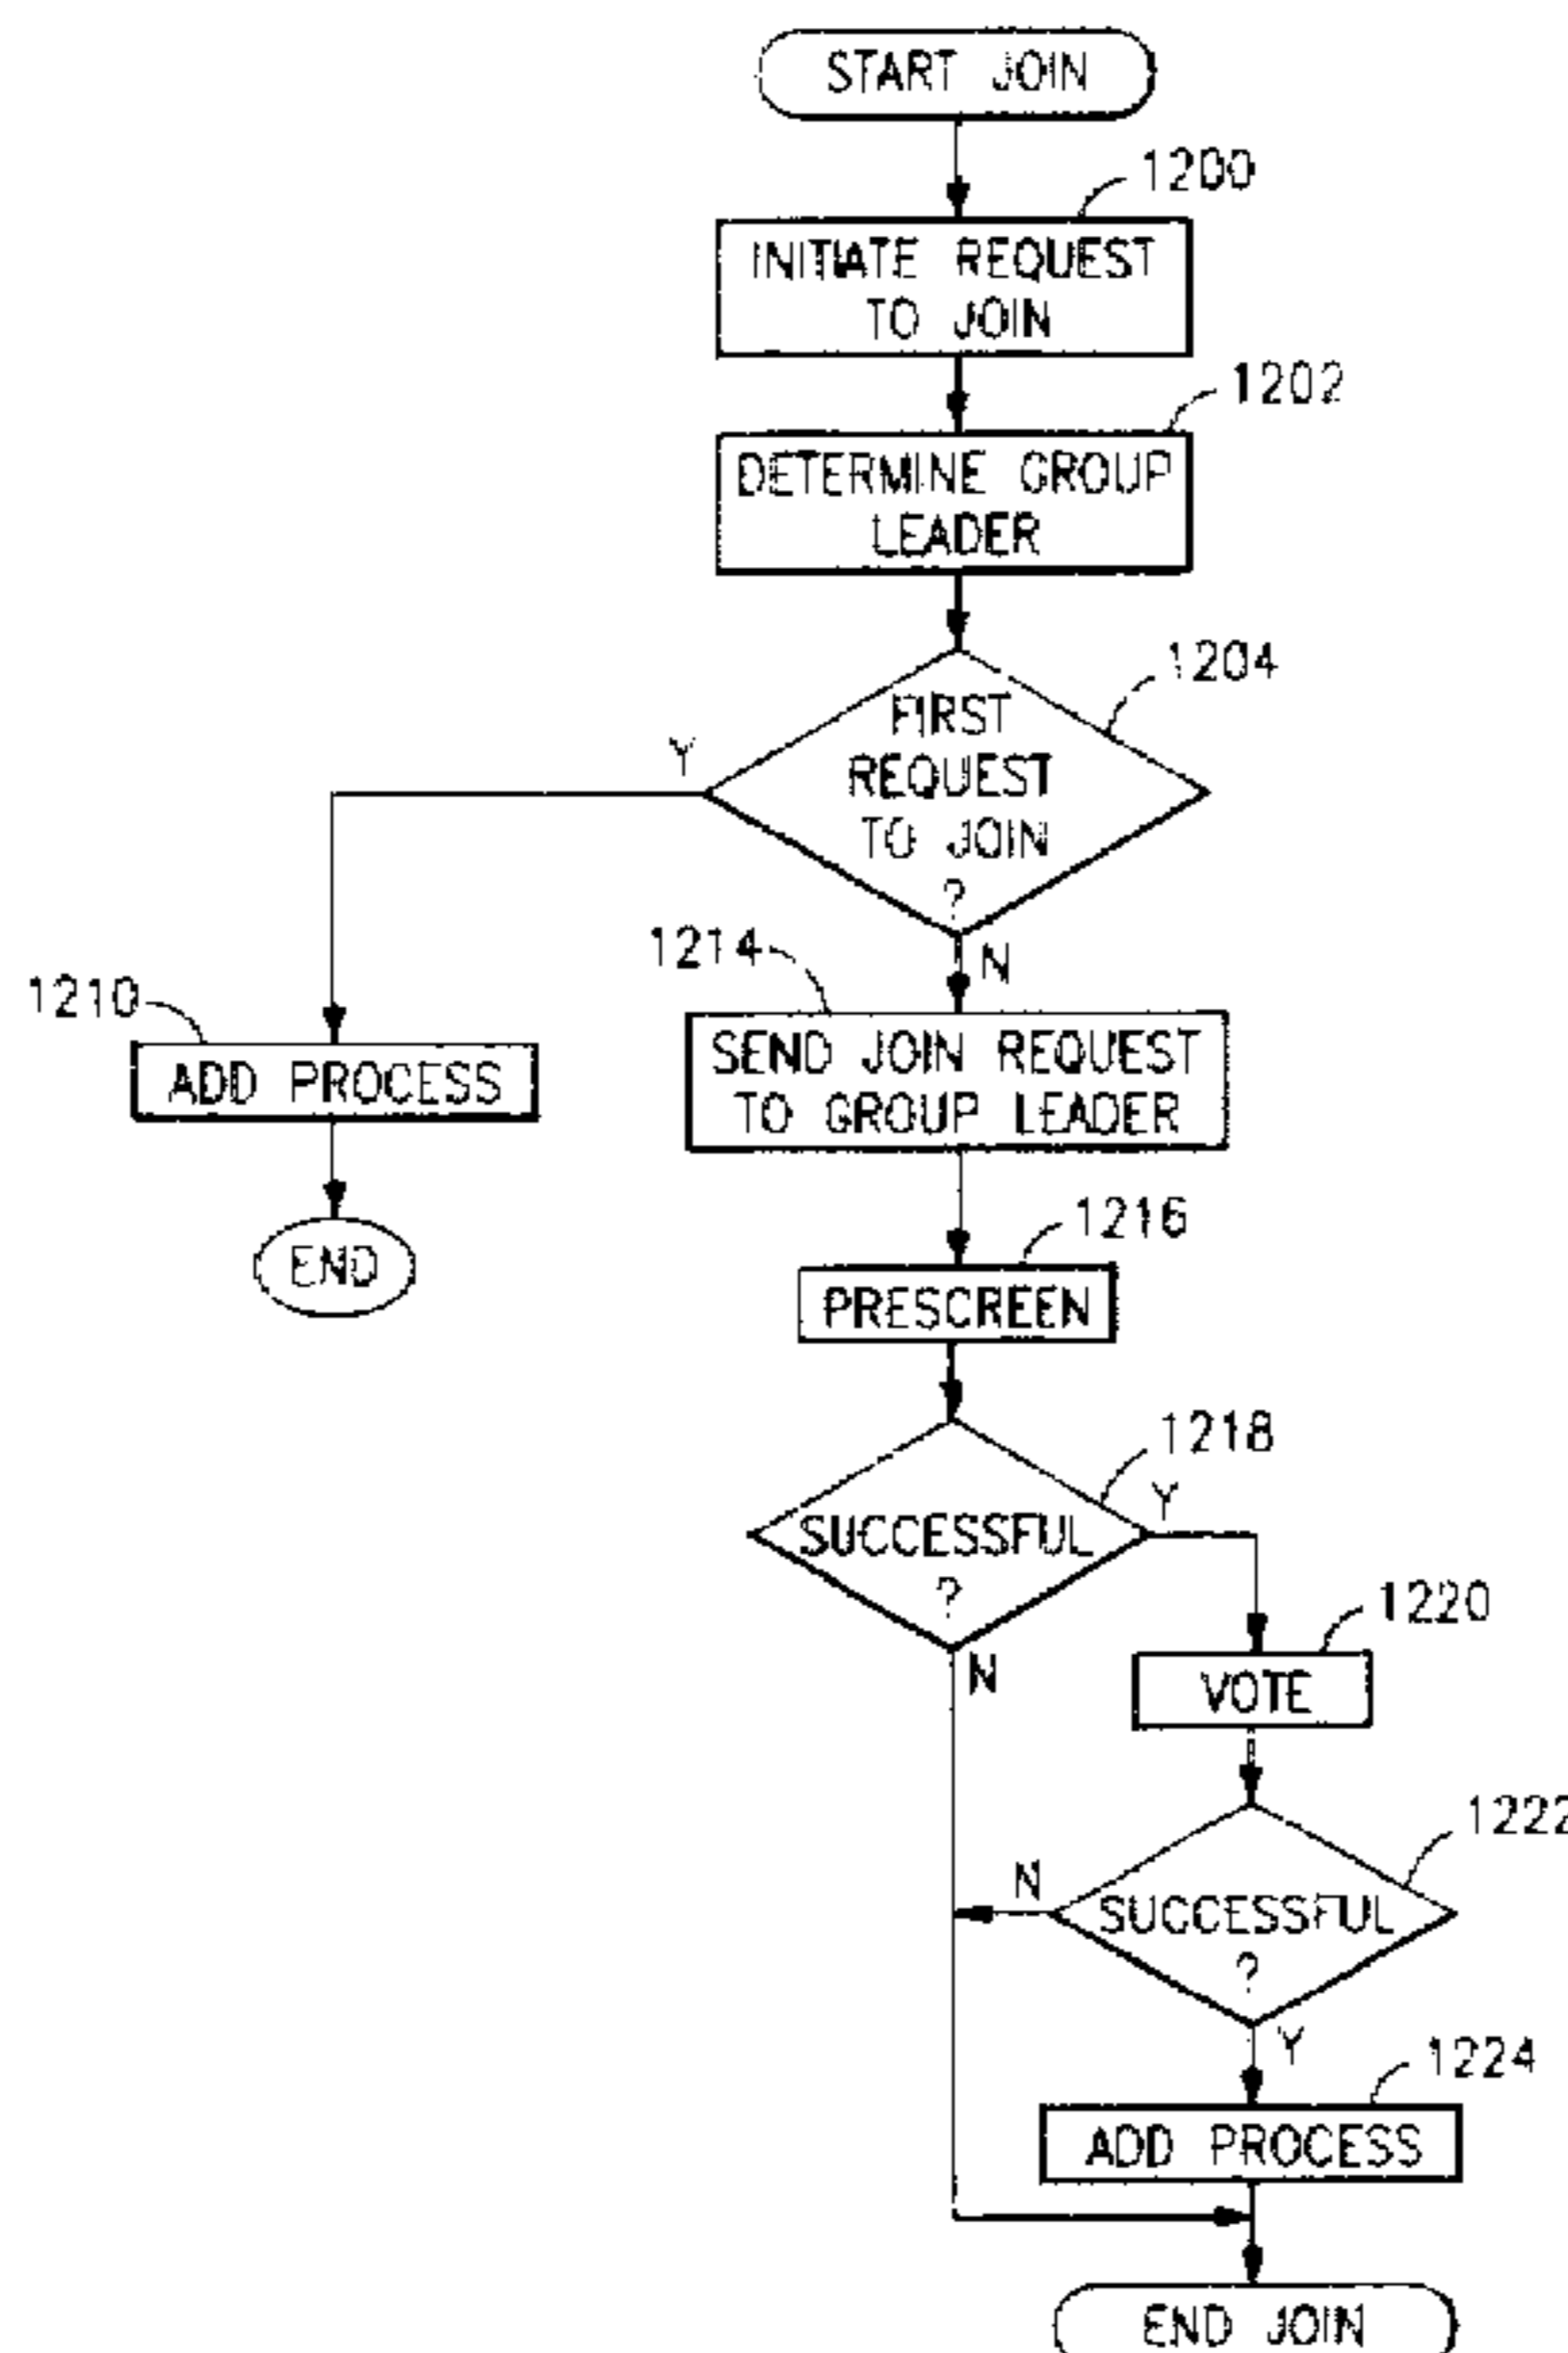 START JOIN
1200
INITIATE REQUEST
TO JOIN
1202
DETERMINE GROUP
LEADER
1204
FIRST
REQUEST
TO JOIN
?
Y
N
1214
1210
ADD PROCESS
SEND JOIN REQUEST
TO GROUP LEADER
END
1216
PRESCREEN
1218
Y
SUCCESSFUL
?
N
1220
VOTE
1222
N
SUCCESSFUL
?
Y
1224
ADD PROCESS
END JOIN